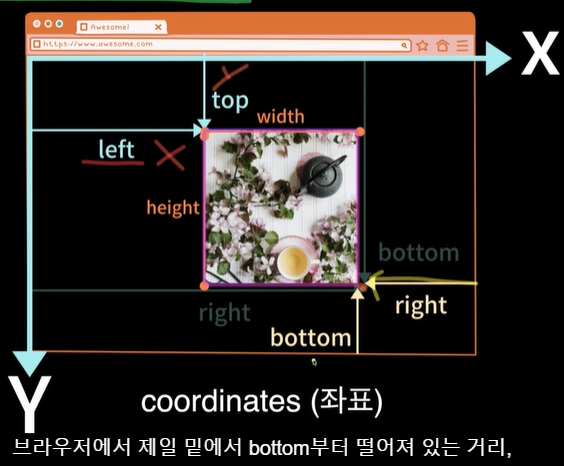 Awesome!
https://www.awesome.com
X
top
width
left
height
bottom
right
right
bottom
Y
coordinates (좌표)
브라우저에서 제일 밑에서 bottom부터 떨어져 있는 거리,